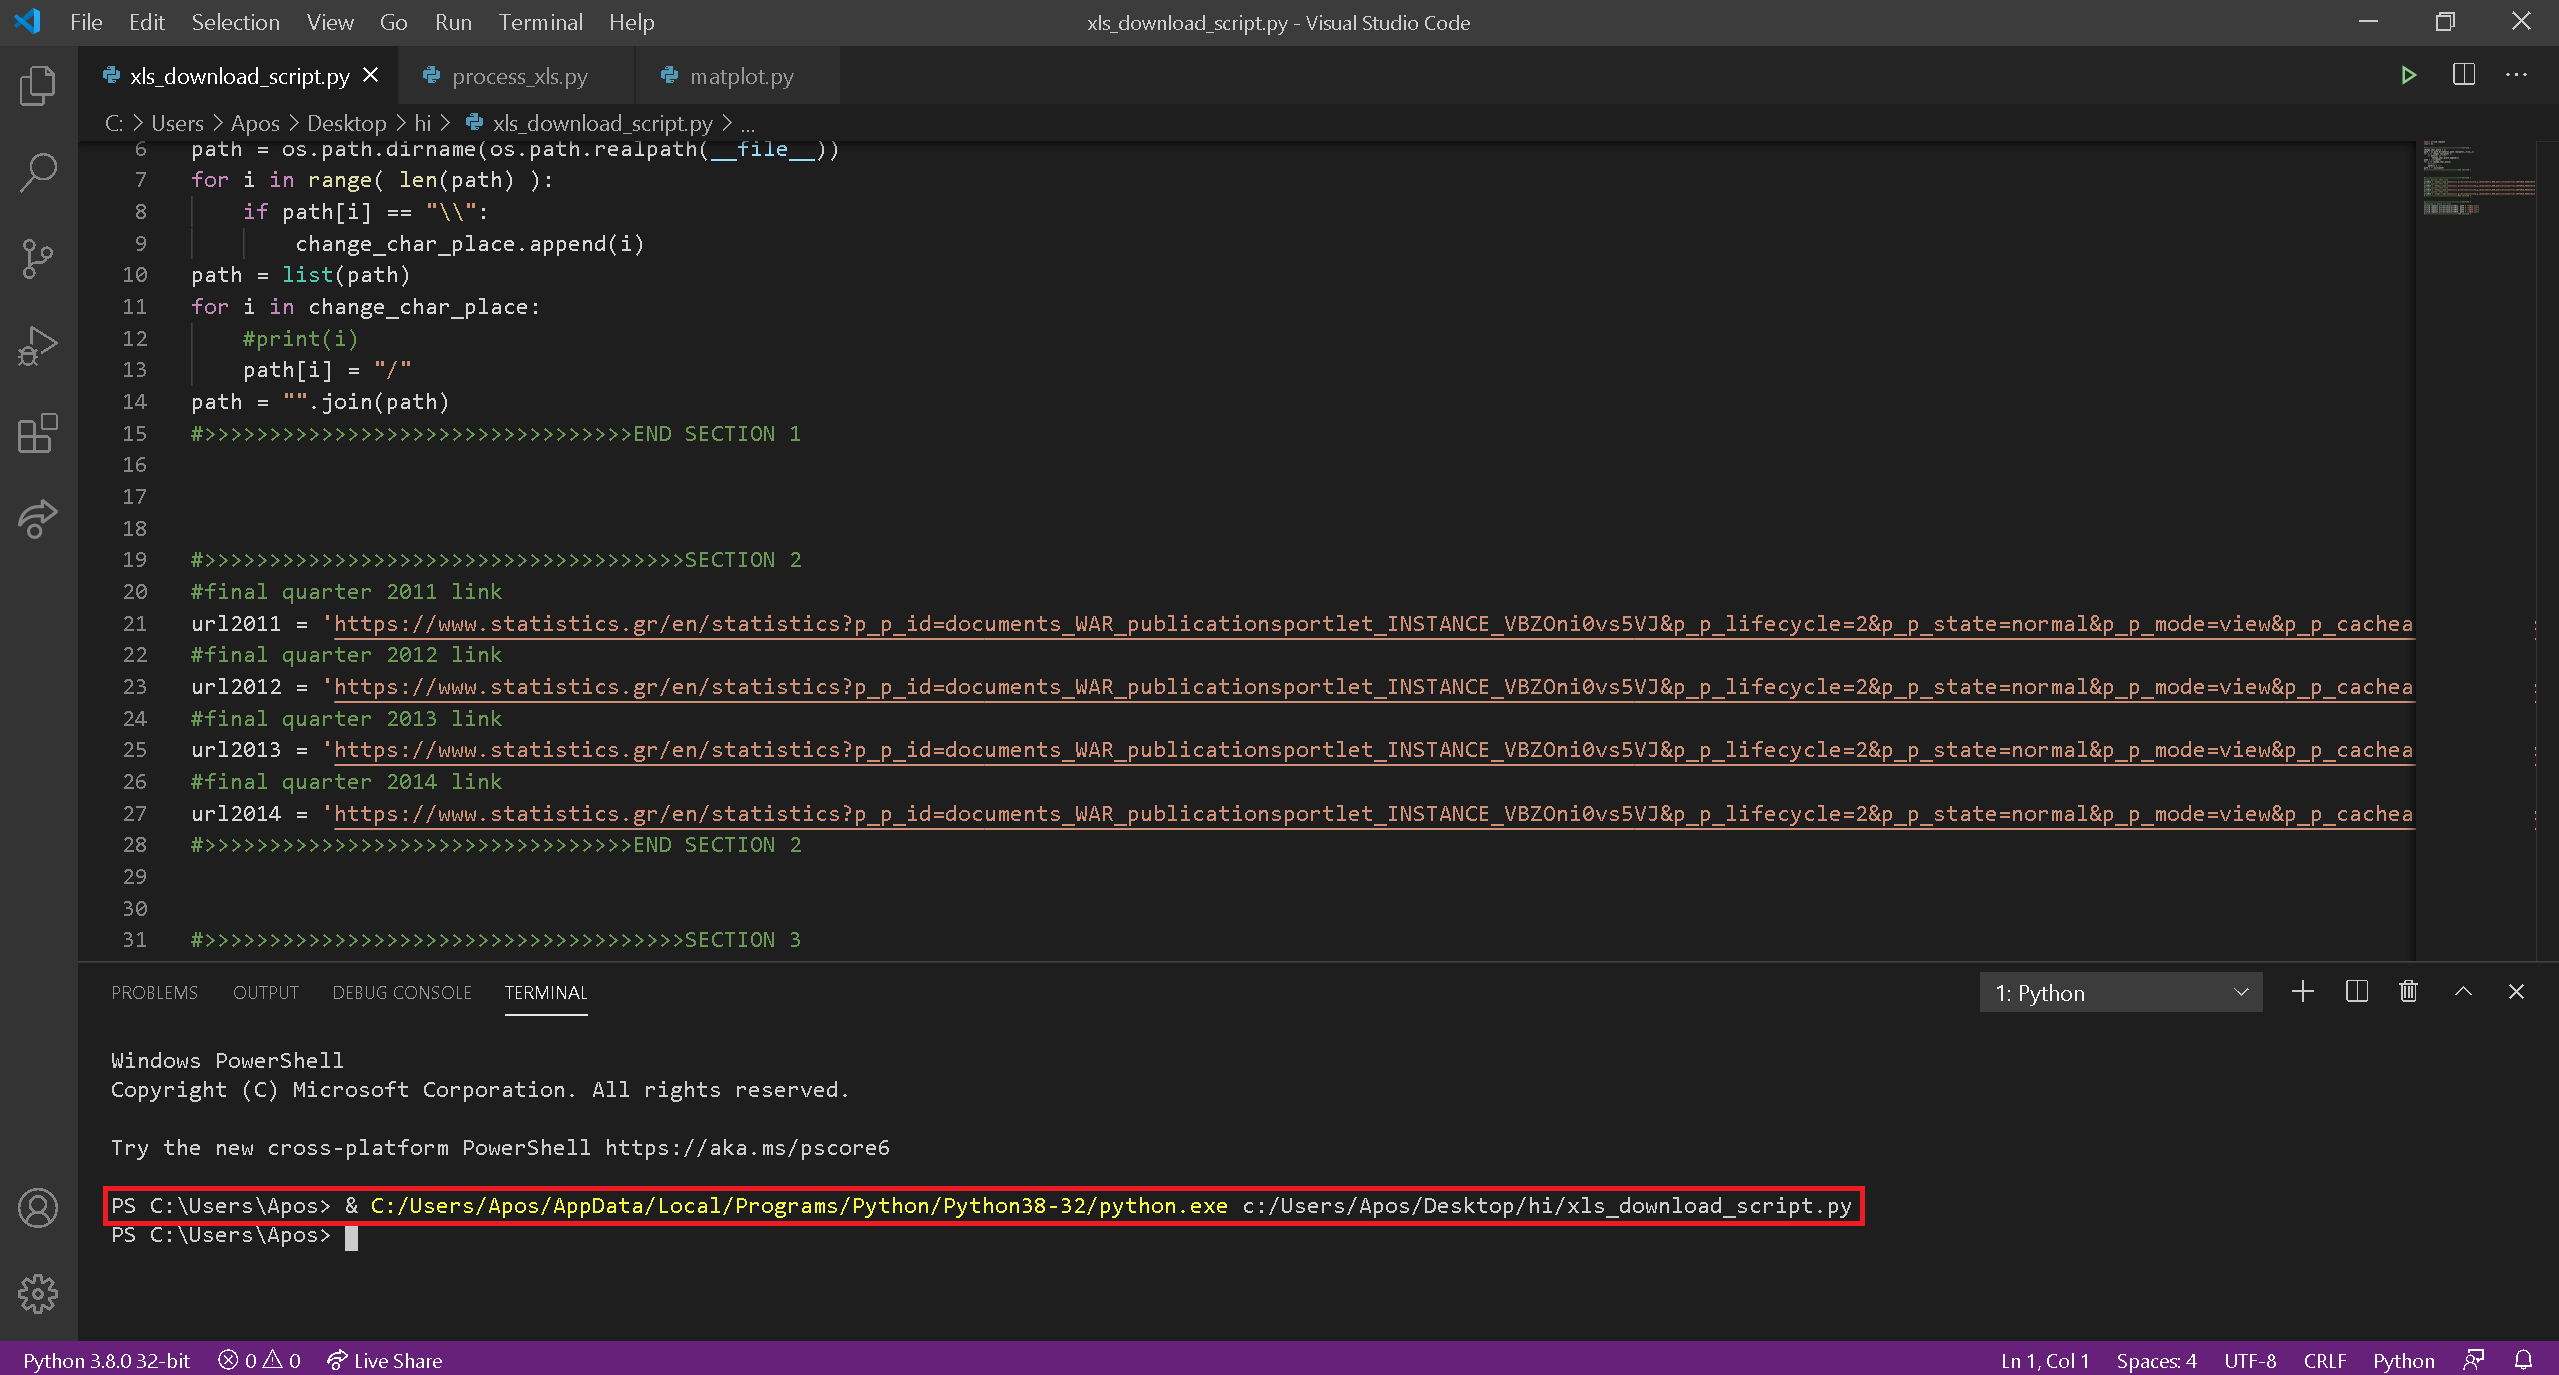 File Edit Selection View Go Run Terminal Help
xls_download_script.py - Visual Studio Code
xls_download_script.py process_xls.py matplot.py
C: > Users > Apos > Desktop > hi > xls_download_script.py > ...
6 path = os.path.dirname(os.path.realpath(__file__))
7 for i in range( len(path) ):
8 if path[i] == "\\":
9 change_char_place.append(i)
10 path = list(path)
11 for i in change_char_place:
12 #print(i)
13 path[i] = "/"
14 path = "".join(path)
15 #>>>>>>>>>>>>>>>>>>>>>>>>>>>>>>>>>END SECTION 1
16
17
18
19 #>>>>>>>>>>>>>>>>>>>>>>>>>>>>>>>>>>>>>SECTION 2
20 #final quarter 2011 link
21 url2011 = 'https://www.statistics.gr/en/statistics?p_p_id=documents_WAR_publicationsportlet_INSTANCE_VBZOni0vs5VJ&p_p_lifecycle=2&p_p_state=normal&p_p_mode=view&p_p_cachea
22 #final quarter 2012 link
23 url2012 = 'https://www.statistics.gr/en/statistics?p_p_id=documents_WAR_publicationsportlet_INSTANCE_VBZOni0vs5VJ&p_p_lifecycle=2&p_p_state=normal&p_p_mode=view&p_p_cachea
24 #final quarter 2013 link
25 url2013 = 'https://www.statistics.gr/en/statistics?p_p_id=documents_WAR_publicationsportlet_INSTANCE_VBZOni0vs5VJ&p_p_lifecycle=2&p_p_state=normal&p_p_mode=view&p_p_cachea
26 #final quarter 2014 link
27 url2014 = 'https://www.statistics.gr/en/statistics?p_p_id=documents_WAR_publicationsportlet_INSTANCE_VBZOni0vs5VJ&p_p_lifecycle=2&p_p_state=normal&p_p_mode=view&p_p_cachea
28 #>>>>>>>>>>>>>>>>>>>>>>>>>>>>>>>>>END SECTION 2
29
30
31 #>>>>>>>>>>>>>>>>>>>>>>>>>>>>>>>>>>>>>SECTION 3
PROBLEMS OUTPUT DEBUG CONSOLE TERMINAL 1: Python
Windows PowerShell
Copyright (C) Microsoft Corporation. All rights reserved.
Try the new cross-platform PowerShell https://aka.ms/pscore6
PS C:\Users\Apos> & C:/Users/Apos/AppData/Local/Programs/Python/Python38-32/python.exe c:/Users/Apos/Desktop/hi/xls_download_script.py
PS C:\Users\Apos>
Python 3.8.0 32-bit 0 0 Live Share Ln 1, Col 1 Spaces: 4 UTF-8 CRLF Python